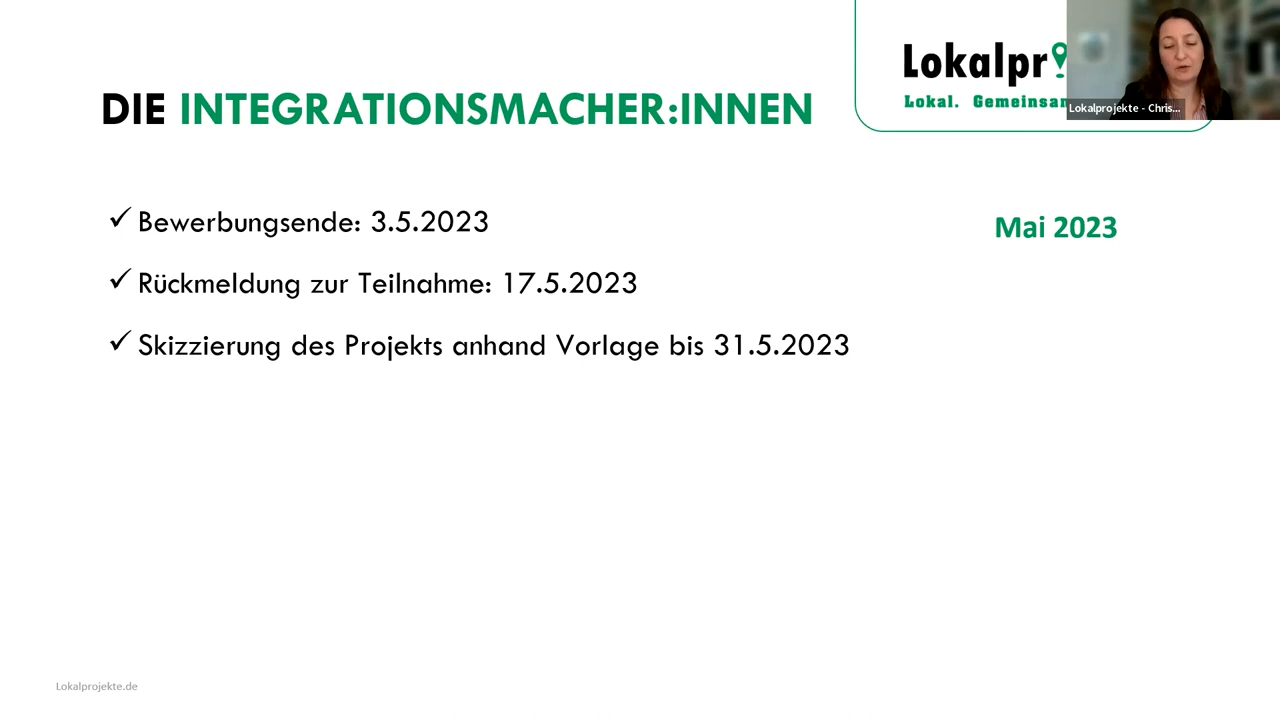 Lokalpr
Lokal. Gemeinsam
Lokalprojekte - Chris...
DIE INTEGRATIONSMACHER:INNEN
Mai 2023
✓ Bewerbungsende: 3.5.2023
✓ Rückmeldung zur Teilnahme: 17.5.2023
✓ Skizzierung des Projekts anhand Vorlage bis 31.5.2023
Lokalprojekte.de